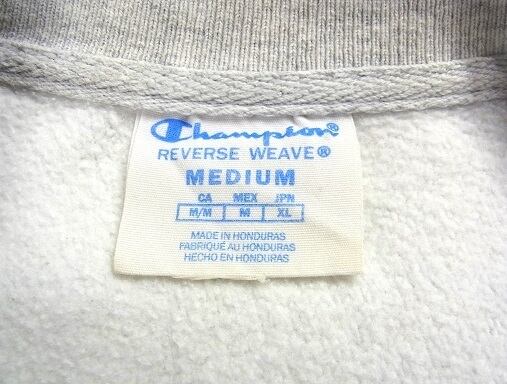 Champion®
REVERSE WEAVE®
MEDIUM
CA MEX JPN
M/M M XL
MADE IN HONDURAS
FABRIQUÉ AU HONDURAS
HECHO EN HONDURAS